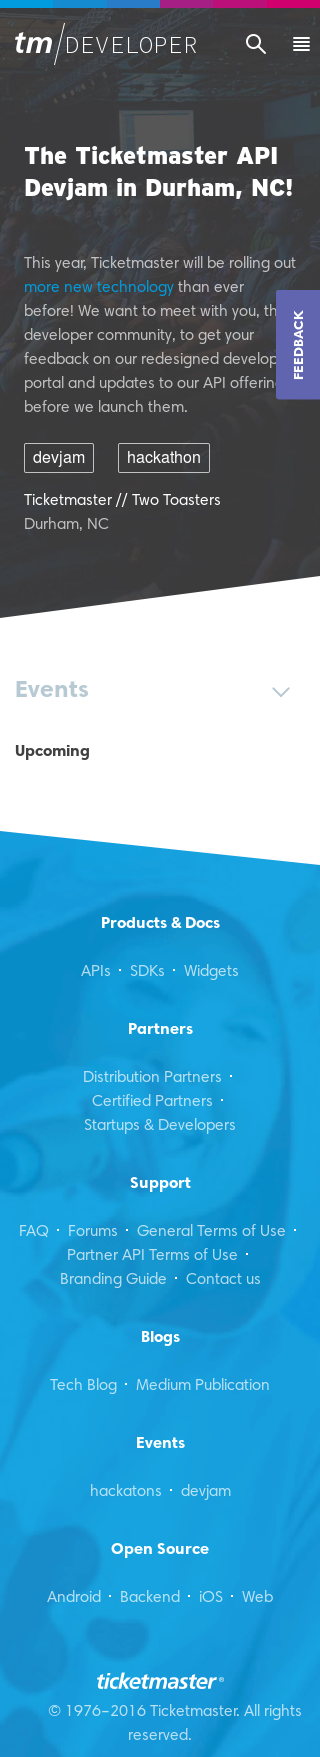 tm/DEVELOPER
The Ticketmaster API
Devjam in Durham, NC!
This year, Ticketmaster will be rolling out
more new technology than ever
before! We want to meet with you, the
developer community, to get your
feedback on our redesigned
portal and updates to our API
before we launch them.
FEEDBACK
devjam hackathon
Ticketmaster // Two Toasters
Durham, NC
Events
Upcoming
Products & Docs
APIs · SDKs · Widgets
Partners
Distribution Partners ·
Certified Partners ·
Startups & Developers
Support
FAQ · Forums · General Terms of Use ·
Partner API Terms of Use ·
Branding Guide · Contact us
Blogs
Tech Blog · Medium Publication
Events
hackatons · devjam
Open Source
Android · Backend · iOS · Web
ticketmaster®
© 1976–2016 Ticketmaster. All rights
reserved.